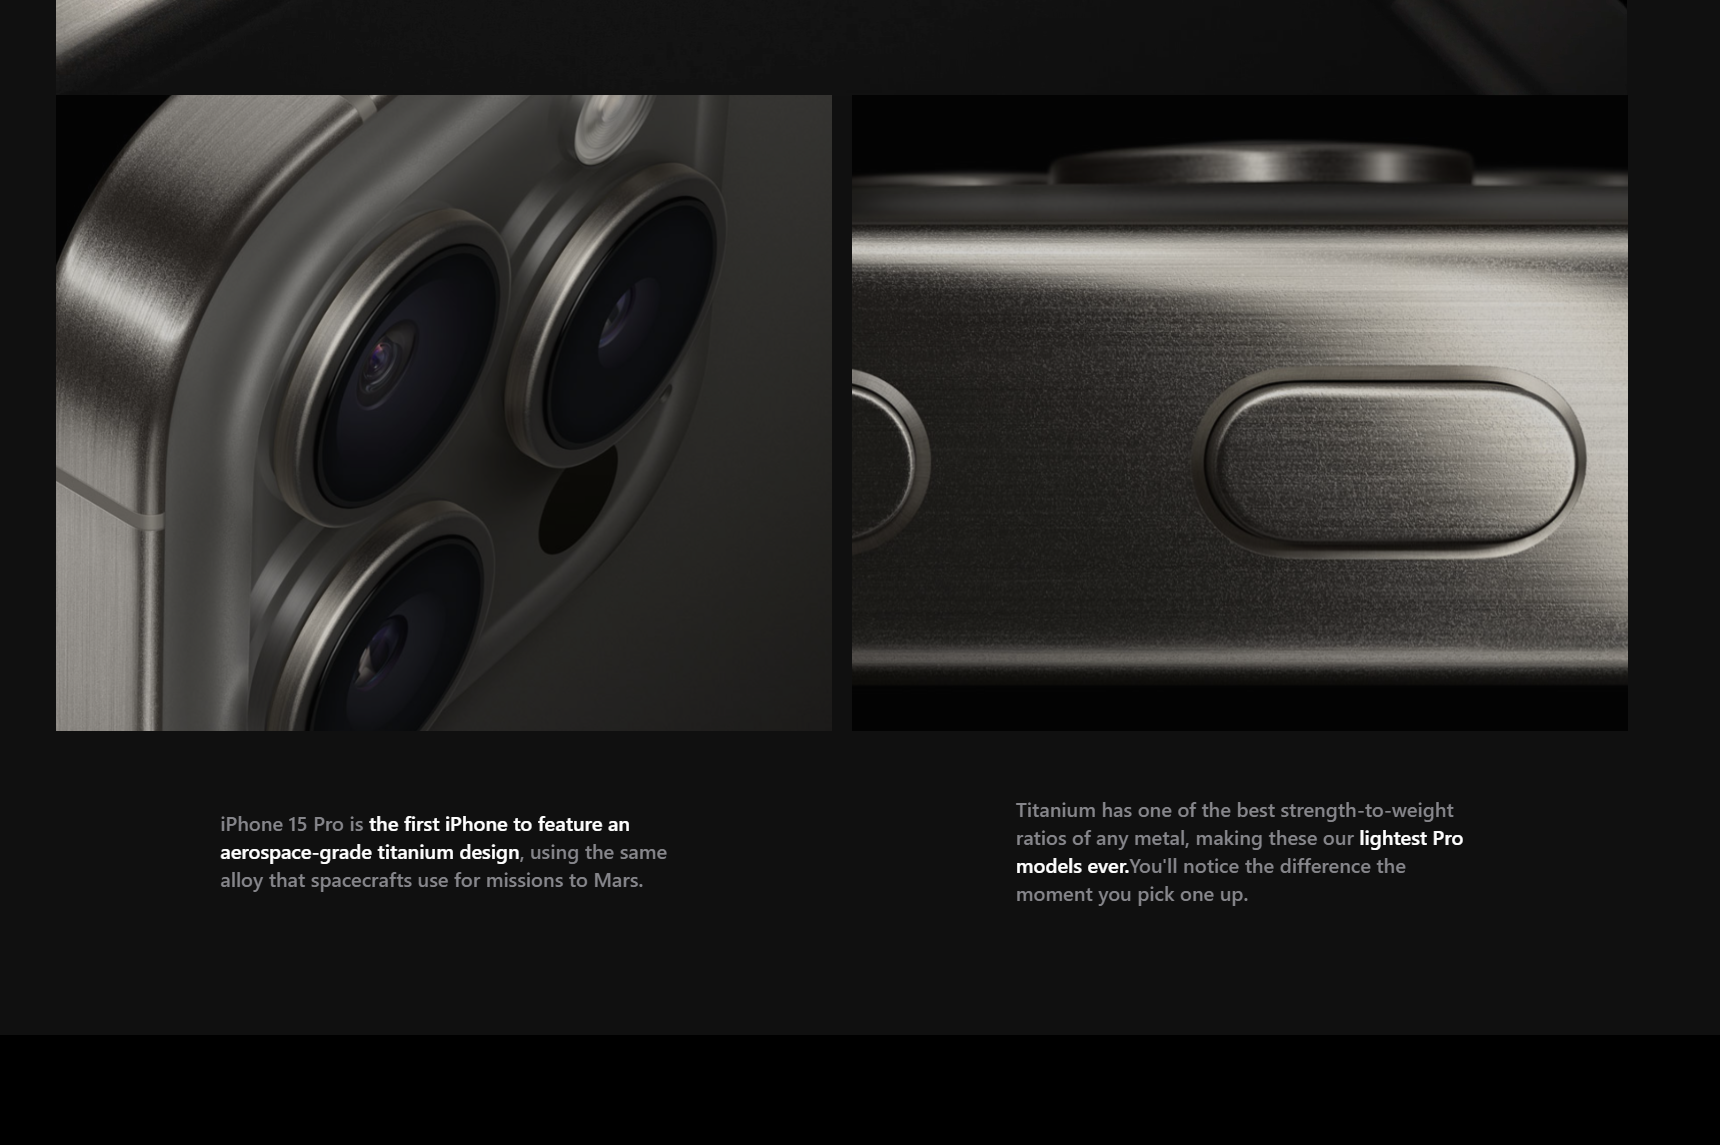 iPhone 15 Pro is the first iPhone to feature an
aerospace-grade titanium design, using the same
alloy that spacecrafts use for missions to Mars.
Titanium has one of the best strength-to-weight
ratios of any metal, making these our lightest Pro
models ever.You'll notice the difference the
moment you pick one up.